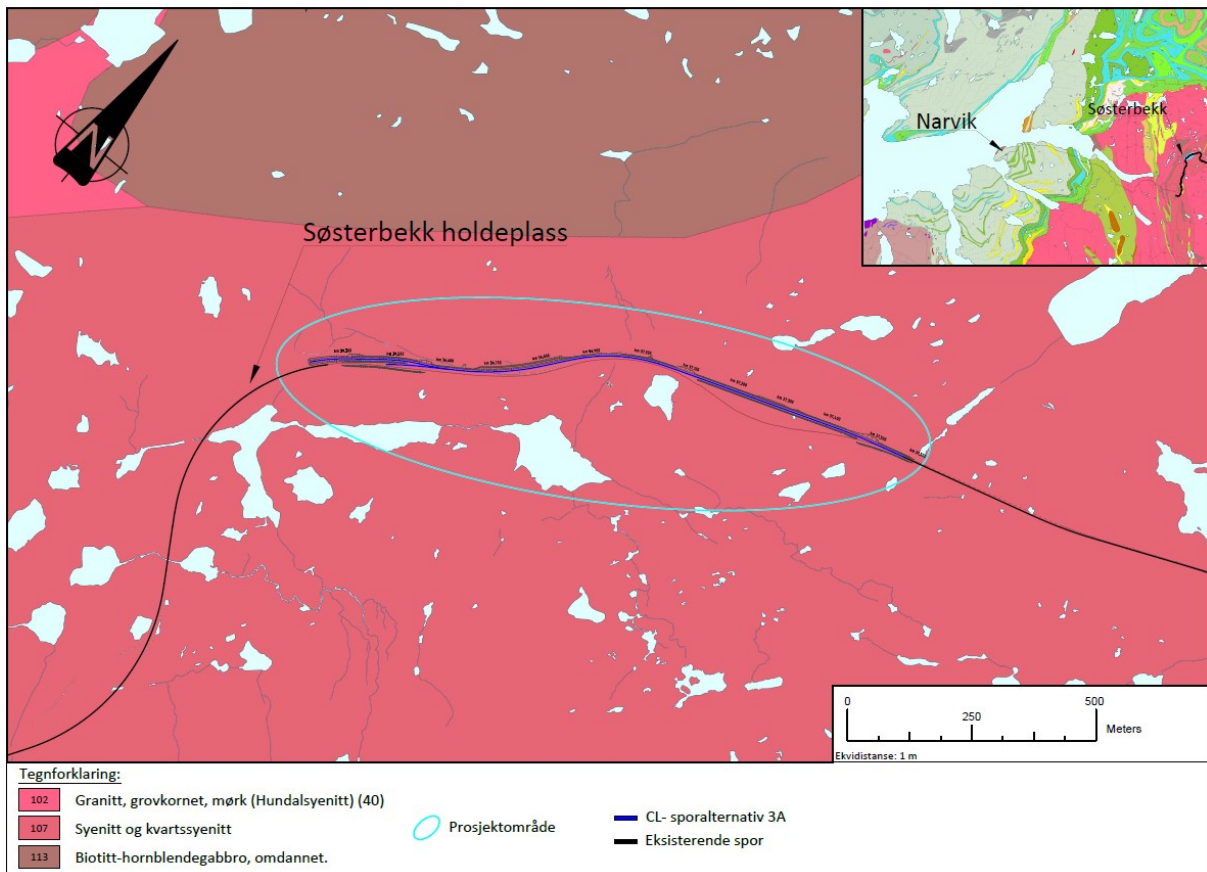 N
Søsterbekk holdeplass
Narvik
Søsterbekk
0
500
250
Meters
Ekvidistanse: 1 m
Tegnforklaring:
102 Granitt, grovkornet, mørk (Hundalsyenitt) (40)
107 Syenitt og kvartssyenitt
113 Biotitt-hornblendegabbro, omdannet.
Prosjektområde
CL- sporalternativ 3A
Eksisterende spor